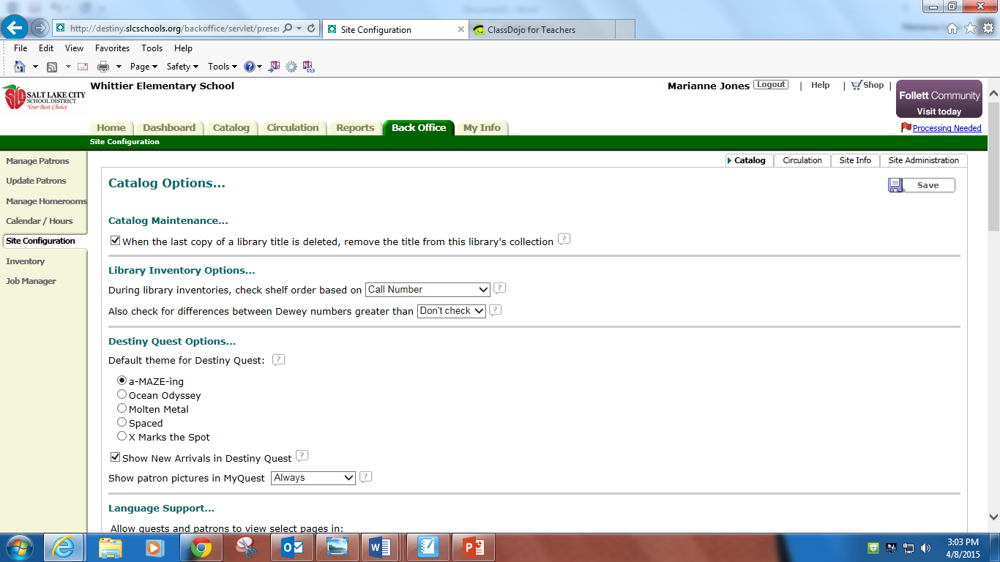 http://destiny.slcschools.org/backoffice/servlet/preser
Site Configuration
ClassDojo for Teachers
File Edit View Favorites Tools Help
Page Safety Tools
SALT LAKE CITY
SCHOOL DISTRICT
Your Best Choice
Whittier Elementary School
Marianne Jones Logout | Help | Shop |
Follett Community
Visit today
Processing Needed
Home Dashboard Catalog Circulation Reports Back Office My Info
Site Configuration
Manage Patrons
Update Patrons
Manage Homerooms
Calendar / Hours
Site Configuration
Inventory
Job Manager
Catalog Circulation Site Info Site Administration
Catalog Options...
Save
Catalog Maintenance...
When the last copy of a library title is deleted, remove the title from this library's collection ?
Library Inventory Options...
During library inventories, check shelf order based on Call Number ?
Also check for differences between Dewey numbers greater than Don't check ?
Destiny Quest Options...
Default theme for Destiny Quest: ?
a-MAZE-ing
Ocean Odyssey
Molten Metal
Spaced
X Marks the Spot
Show New Arrivals in Destiny Quest ?
Show patron pictures in MyQuest Always ?
Language Support...
Allow guests and patrons to view select pages in:
3:03 PM
4/8/2015